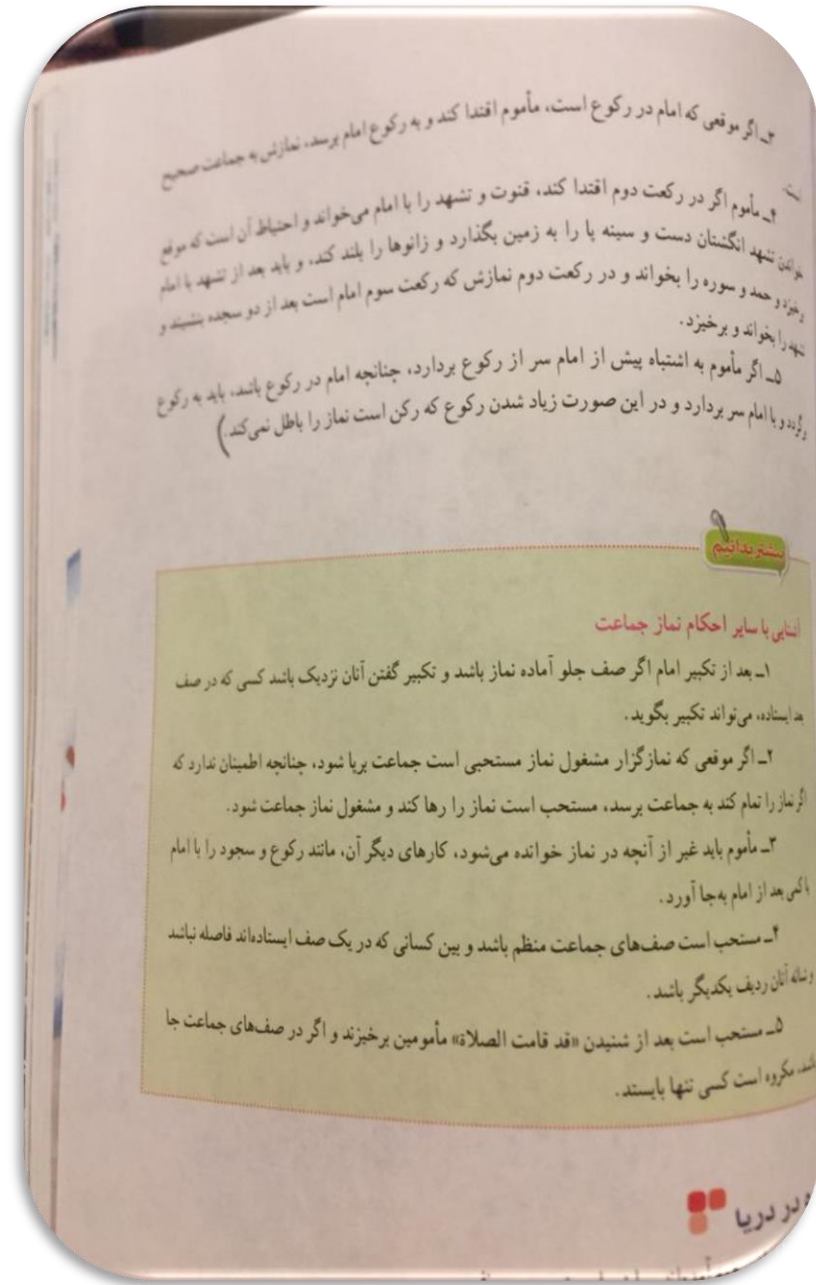 ۳ـ اگر موقعی که امام در رکوع است، مأموم اقتدا کند و به رکوع امام برسد، نمازش به جماعت صحیح
است.
۴ـ مأموم اگر در رکعت دوم اقتدا کند، قنوت و تشهد را با امام می‌خواند و احتیاط آن است که موقع
خواندن تشهد انگشتان دست و سینه پا را به زمین بگذارد و زانوها را بلند کند، و باید بعد از تشهد با امام
برخیزد و حمد و سوره را بخواند و در رکعت دوم نمازش که رکعت سوم امام است بعد از دو سجده بنشیند و
تشهد را بخواند و برخیزد.
۵ـ اگر مأموم به اشتباه پیش از امام سر از رکوع بردارد، چنانچه امام در رکوع باشد، باید به رکوع
برگردد و با امام سر بردارد و در این صورت زیاد شدن رکوع که رکن است نماز را باطل نمی‌کند.)
بیشتر بدانیم
آشنایی با سایر احکام نماز جماعت
۱ـ بعد از تکبیر امام اگر صف جلو آماده نماز باشد و تکبیر گفتن آنان نزدیک باشد کسی که در صف
بعد ایستاده، می‌تواند تکبیر بگوید.
۲ـ اگر موقعی که نمازگزار مشغول نماز مستحبی است جماعت برپا شود، چنانچه اطمینان ندارد که
اگر نماز را تمام کند به جماعت برسد، مستحب است نماز را رها کند و مشغول نماز جماعت شود.
۳ـ مأموم باید غیر از آنچه در نماز خوانده می‌شود، کارهای دیگر آن، مانند رکوع و سجود را با امام
یا کمی بعد از امام به‌جا آورد.
۴ـ مستحب است صف‌های جماعت منظم باشد و بین کسانی که در یک صف ایستاده‌اند فاصله نباشد
و شانه آنان ردیف یکدیگر باشد.
۵ـ مستحب است بعد از شنیدن «قد قامت الصلاة» مأمومین برخیزند و اگر در صف‌های جماعت جا
باشد، مکروه است کسی تنها بایستد.
در دریا